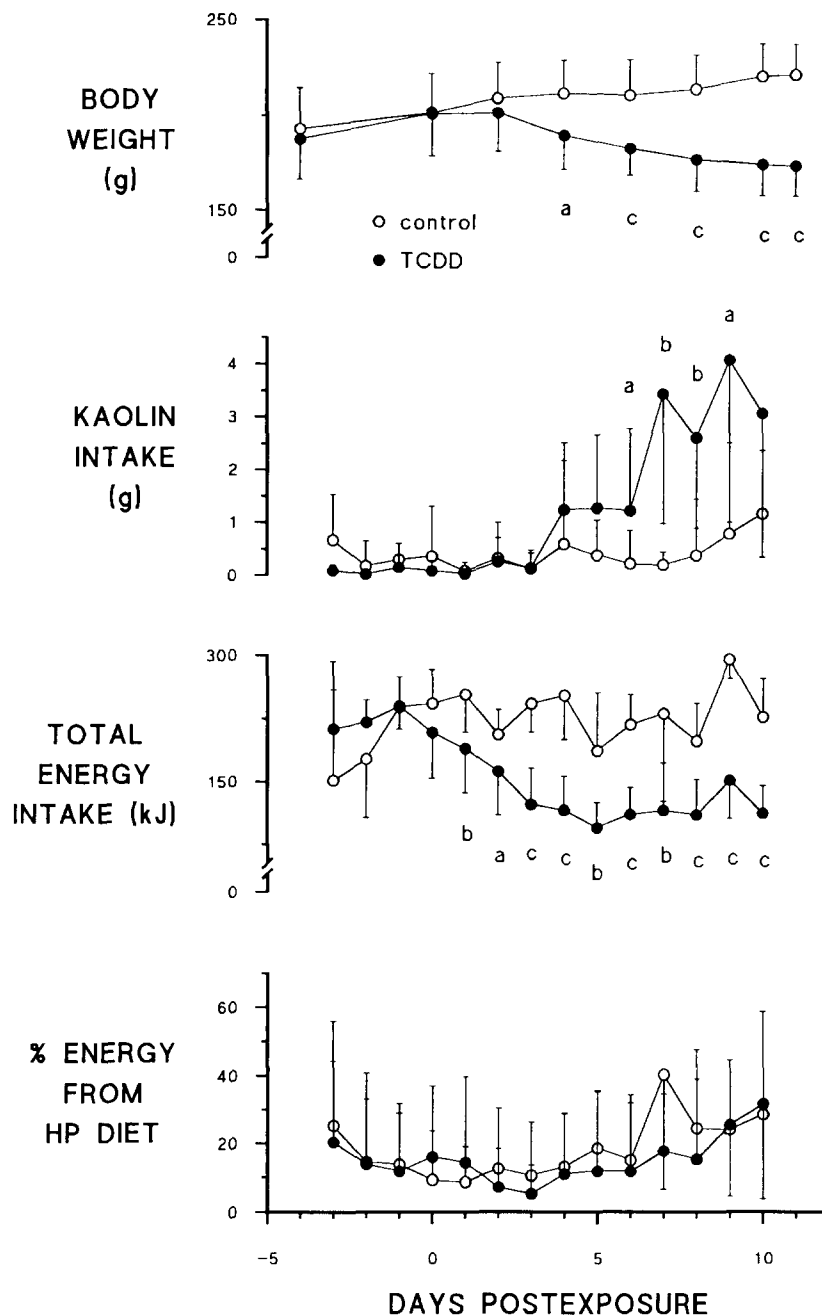 250
BODY
WEIGHT
(g)
150
0
○ control
● TCDD
a
c
c
c
c
KAOLIN
INTAKE
(g)
4
3
2
1
0
a
b
b
a
TOTAL
ENERGY
INTAKE (kJ)
300
150
0
b
a
c
c
b
c
b
c
c
c
% ENERGY
FROM
HP DIET
60
40
20
0
-5
0
5
10
DAYS POSTEXPOSURE